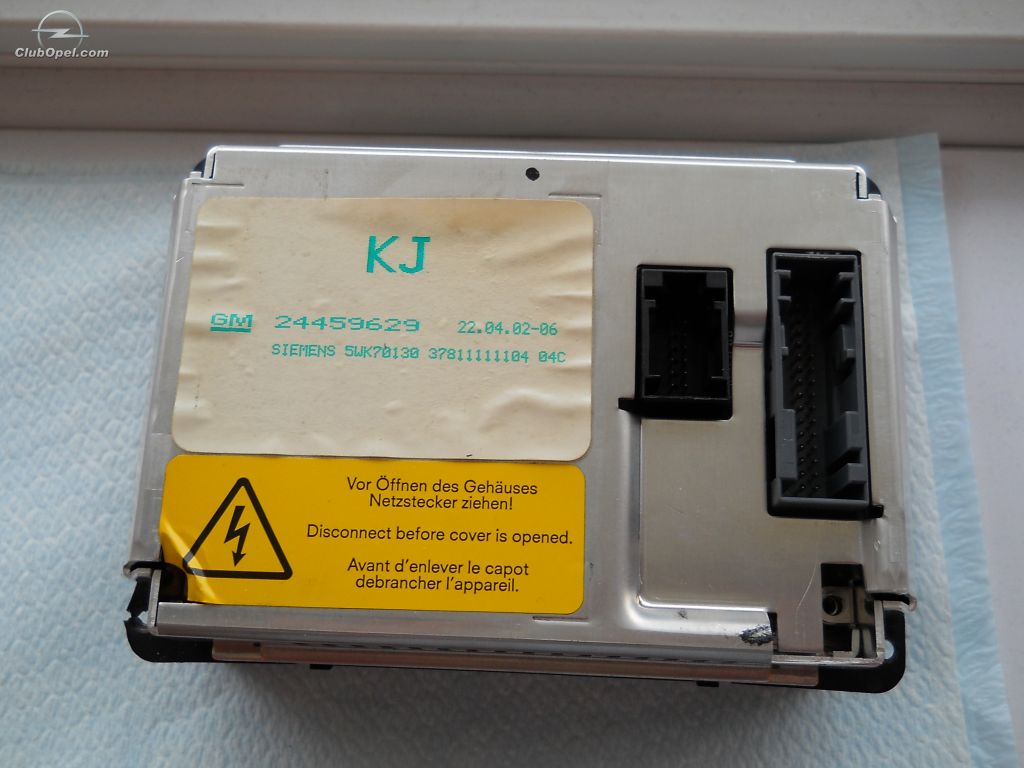 ClubOpel.com
KJ
GM 24459629 22.04.02-06
SIEMENS 5WK70130 37811111104 04C
Vor Öffnen des Gehäuses
Netzstecker ziehen!
Disconnect before cover is opened.
Avant d'enlever le capot
debrancher l'appareil.